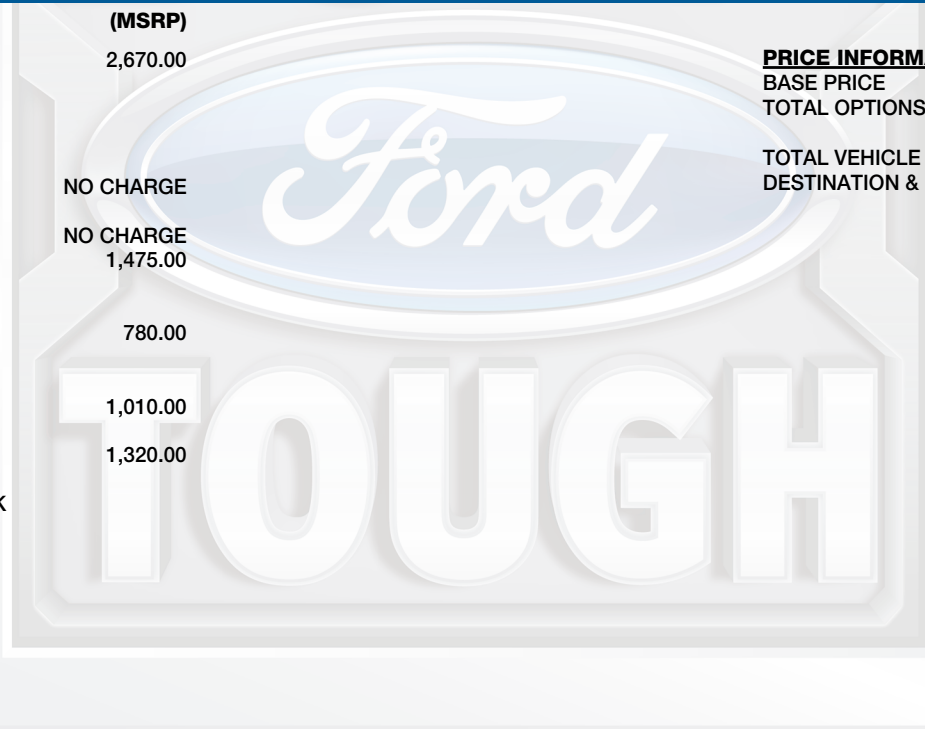 (MSRP)
2,670.00
NO CHARGE
NO CHARGE
1,475.00
780.00
1,010.00
1,320.00
K
PRICE INFORMA
BASE PRICE
TOTAL OPTIONS
TOTAL VEHICLE
DESTINATION &
Ford
TOUGH